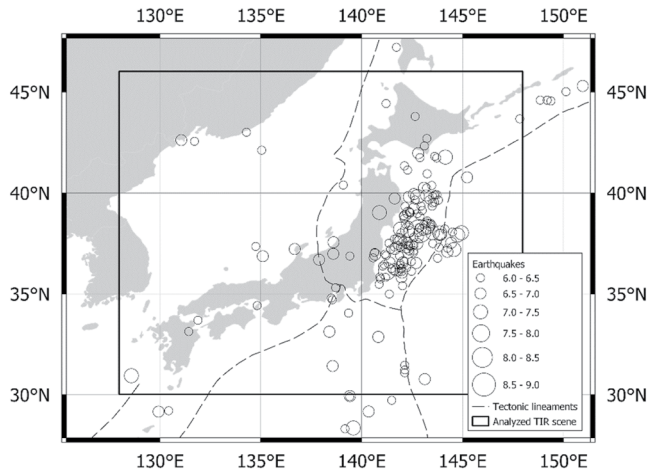 130°E 135°E 140°E 145°E 150°E
45°N 45°N
40°N 40°N
35°N 35°N
30°N 30°N
Earthquakes
6.0 - 6.5
6.5 - 7.0
7.0 - 7.5
7.5 - 8.0
8.0 - 8.5
8.5 - 9.0
Tectonic lineaments
Analyzed TIR scene
130°E 135°E 140°E 145°E 150°E